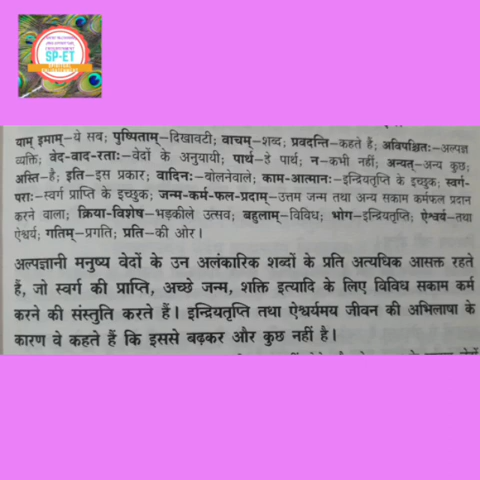 SP-ET
याम् इमाम्–ये सब; पुष्पिताम्–दिखावटी; वाचम्–शब्द; प्रवदन्ति–कहते हैं; अविपश्चितः–अल्पज्ञ
व्यक्ति; वेद-वाद-रताः–वेदों के अनुयायी; पार्थ–हे पार्थ; न–कभी नहीं; अन्यत्–अन्य कुछ;
अस्ति–है; इति–इस प्रकार; वादिनः–बोलनेवाले; काम-आत्मानः–इन्द्रियतृप्ति के इच्छुक; स्वर्ग-
पराः–स्वर्ग प्राप्ति के इच्छुक; जन्म-कर्म-फल-प्रदाम्–उत्तम जन्म तथा अन्य सकाम कर्मफल प्रदान
करने वाला; क्रिया-विशेष–भड़कीले उत्सव; बहुलाम्–विविध; भोग–इन्द्रियतृप्ति; ऐश्वर्य–तथा
ऐश्वर्य; गतिम्–प्रगति; प्रति–की ओर।
अल्पज्ञानी मनुष्य वेदों के उन अलंकारिक शब्दों के प्रति अत्यधिक आसक्त रहते
हैं, जो स्वर्ग की प्राप्ति, अच्छे जन्म, शक्ति इत्यादि के लिए विविध सकाम कर्म
करने की संस्तुति करते हैं। इन्द्रियतृप्ति तथा ऐश्वर्यमय जीवन की अभिलाषा के
कारण वे कहते हैं कि इससे बढ़कर और कुछ नहीं है।